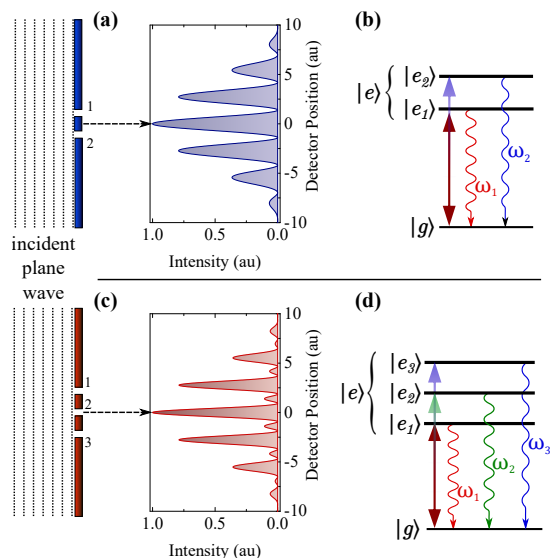 (a)
1
2
incident
plane
wave
10
5
0
-5
-10
1.0 0.5 0.0
Intensity (au)
Detector Position (au)
(b)
|e⟩ { |e₂⟩
|e₁⟩
ω₁
ω₂
|g⟩
(c)
1
2
3
10
5
0
-5
-10
1.0 0.5 0.0
Intensity (au)
Detector Position (au)
(d)
|e₃⟩
|e⟩ { |e₂⟩
|e₁⟩
ω₁
ω₂
ω₃
|g⟩